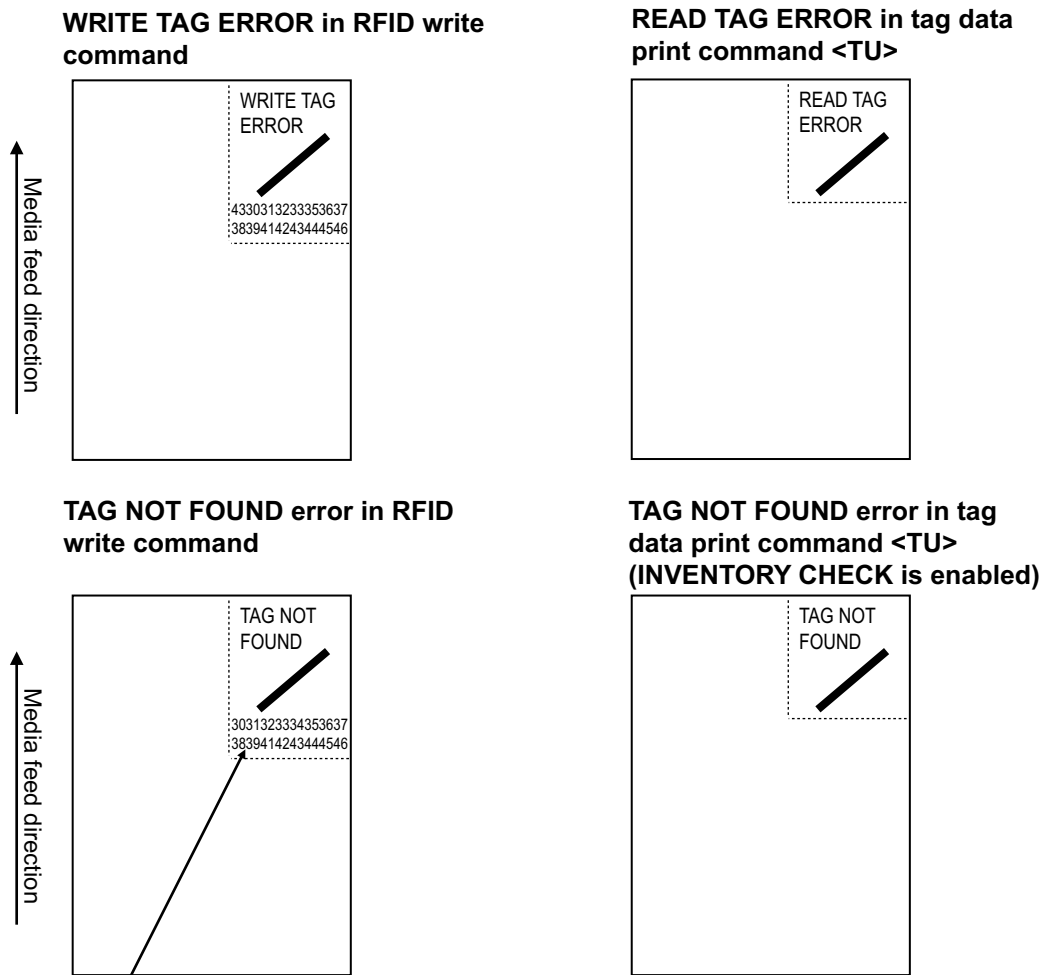 WRITE TAG ERROR in RFID write
command
WRITE TAG
ERROR
4330313233353637
3839414243444546
Media feed direction
READ TAG ERROR in tag data
print command <TU>
READ TAG
ERROR
TAG NOT FOUND error in RFID
write command
TAG NOT
FOUND
3031323334353637
3839414243444546
Media feed direction
TAG NOT FOUND error in tag
data print command <TU>
(INVENTORY CHECK is enabled)
TAG NOT
FOUND